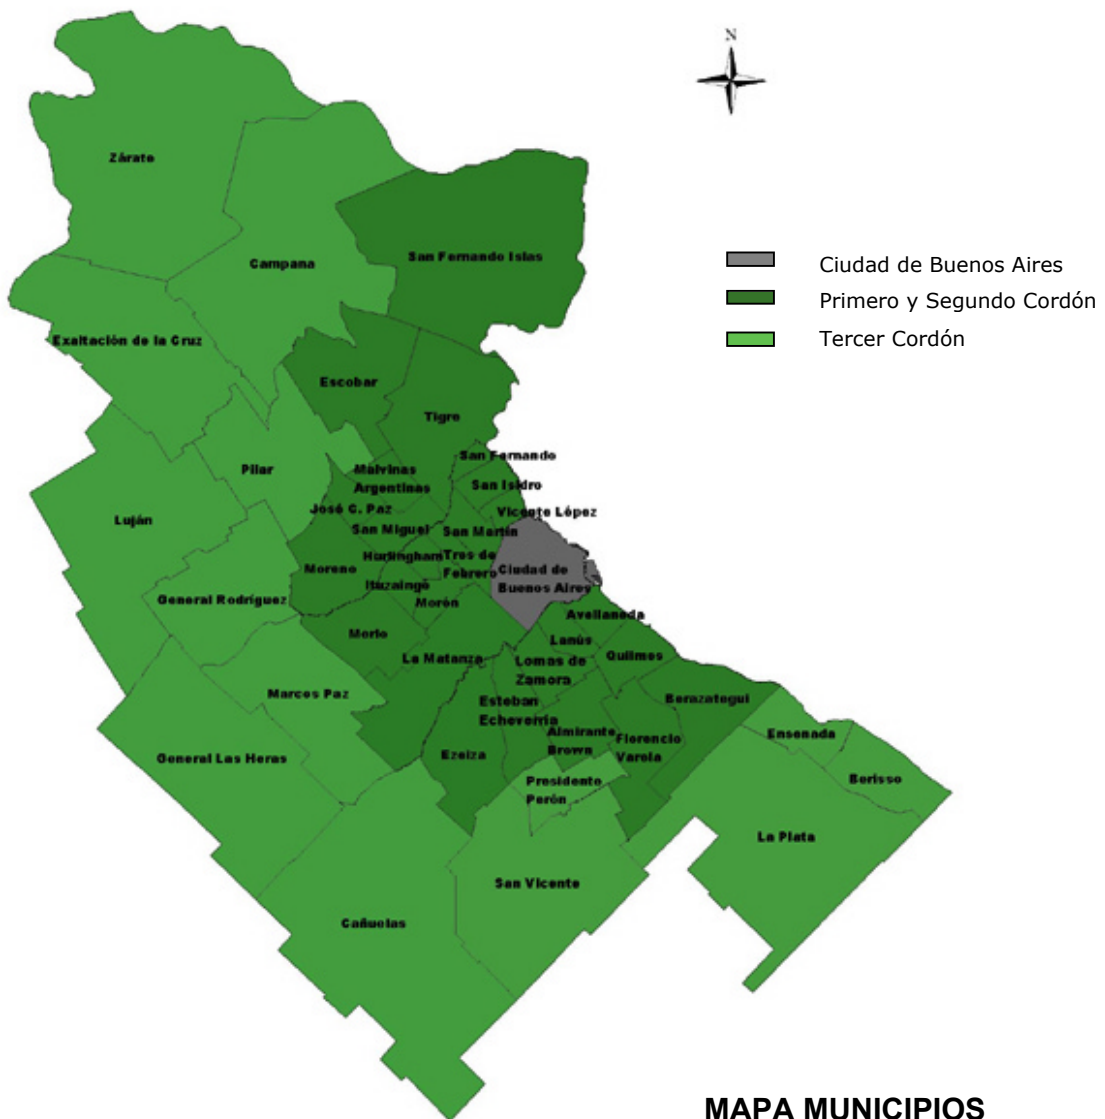 N
Zárate
Campana
San Fernando Islas
Ciudad de Buenos Aires
Primero y Segundo Cordón
Tercer Cordón
Exaltación de la Cruz
Escobar
Tigre
San Fernando
Pilar
Malvinas
Argentinas
San Isidro
José C. Paz
Vicente López
Luján
San Miguel
San Martín
Hurlingham
Tres de
Febrero
Moreno
Ciudad de
Buenos Aires
Ituzaingó
General Rodríguez
Morón
Avellaneda
Merlo
Lanús
La Matanza
Lomas de
Zamora
Quilmes
Marcos Paz
Esteban
Echeverría
Berazategui
Almirante
Brown
Florencio
Varela
Ensenada
General Las Heras
Ezeiza
Presidente
Perón
Berisso
La Plata
San Vicente
Cañuelas
MAPA MUNICIPIOS